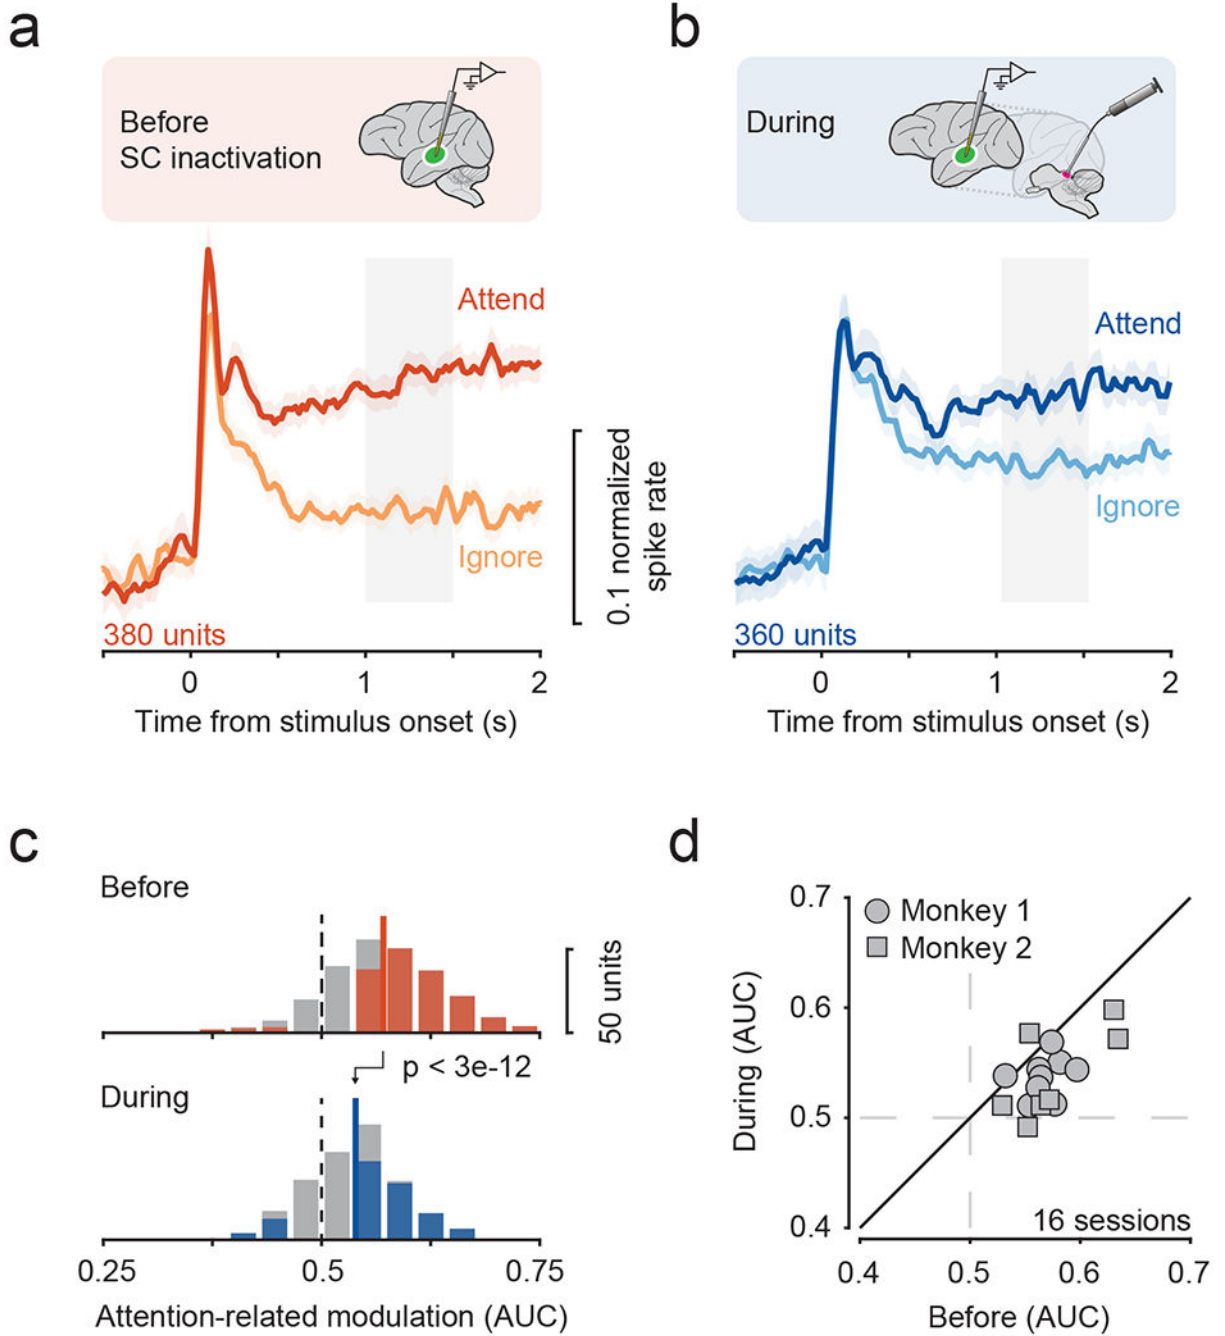 a
Before
SC inactivation
Attend
Ignore
380 units
0 1 2
Time from stimulus onset (s)
0.1 normalized
spike rate
b
During
Attend
Ignore
360 units
0 1 2
Time from stimulus onset (s)
c
Before
50 units
p < 3e-12
During
0.25 0.5 0.75
Attention-related modulation (AUC)
d
0.7
0.6
0.5
0.4
During (AUC)
Monkey 1
Monkey 2
16 sessions
0.4 0.5 0.6 0.7
Before (AUC)